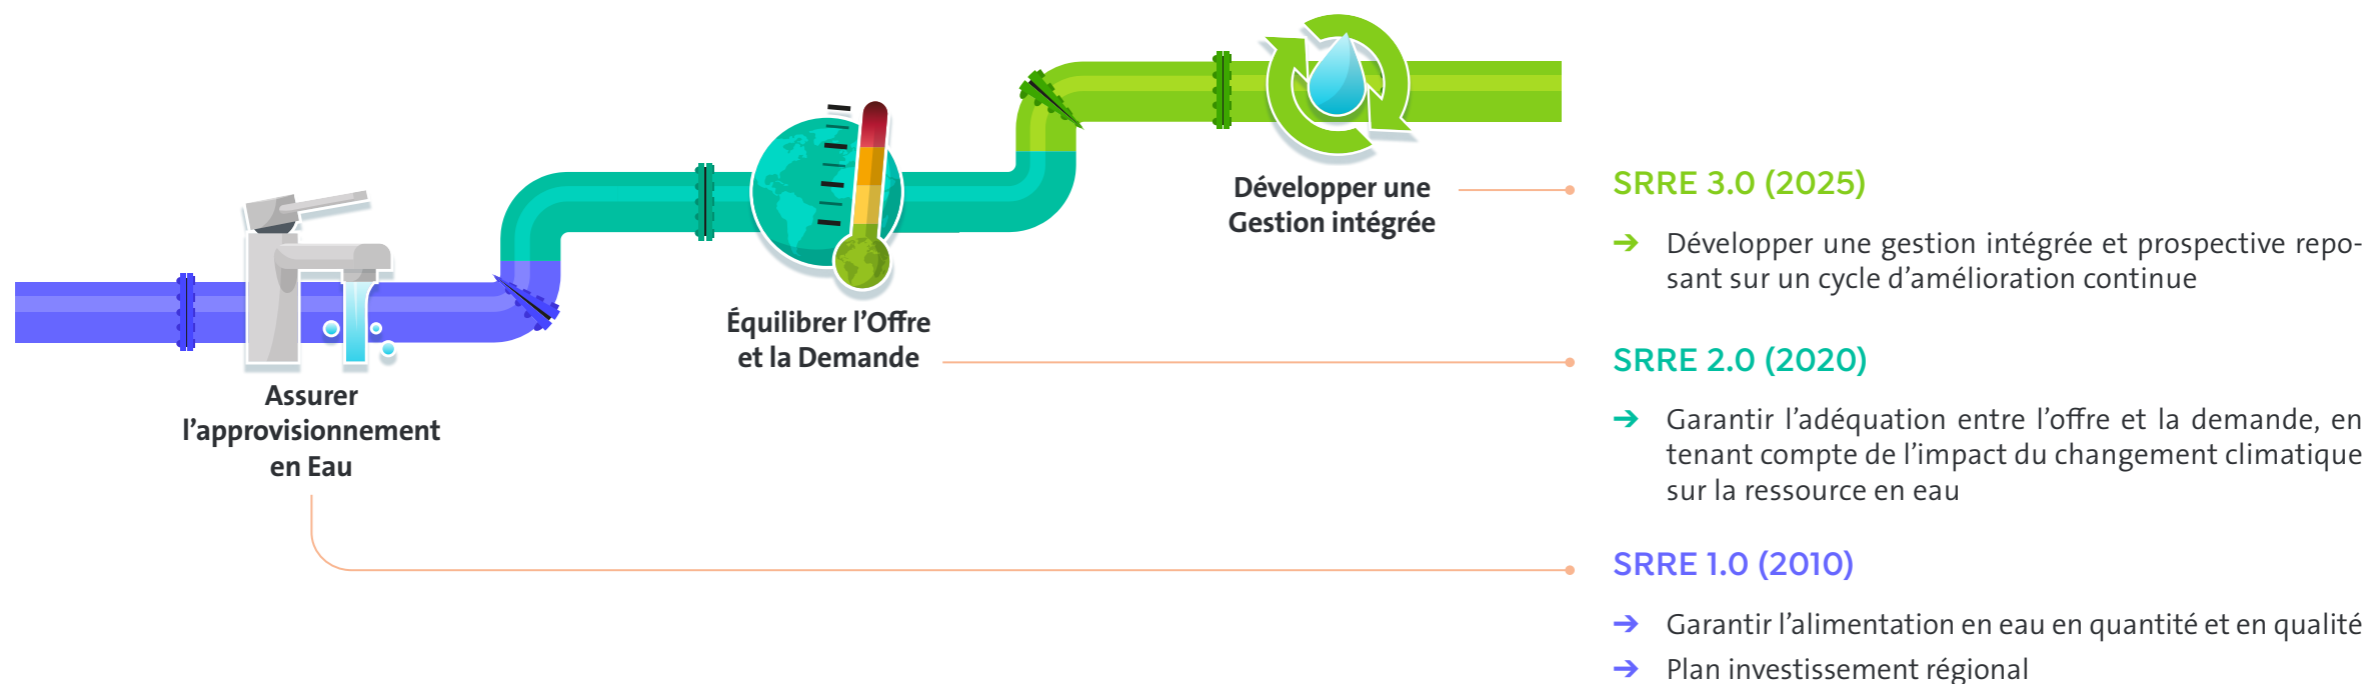 Assurer
l’approvisionnement
en Eau
Équilibrer l’Offre
et la Demande
Développer une
Gestion intégrée
SRRE 3.0 (2025)
➔ Développer une gestion intégrée et prospective repo-
sant sur un cycle d’amélioration continue
SRRE 2.0 (2020)
➔ Garantir l’adéquation entre l’offre et la demande, en
tenant compte de l’impact du changement climatique
sur la ressource en eau
SRRE 1.0 (2010)
➔ Garantir l’alimentation en eau en quantité et en qualité
➔ Plan investissement régional